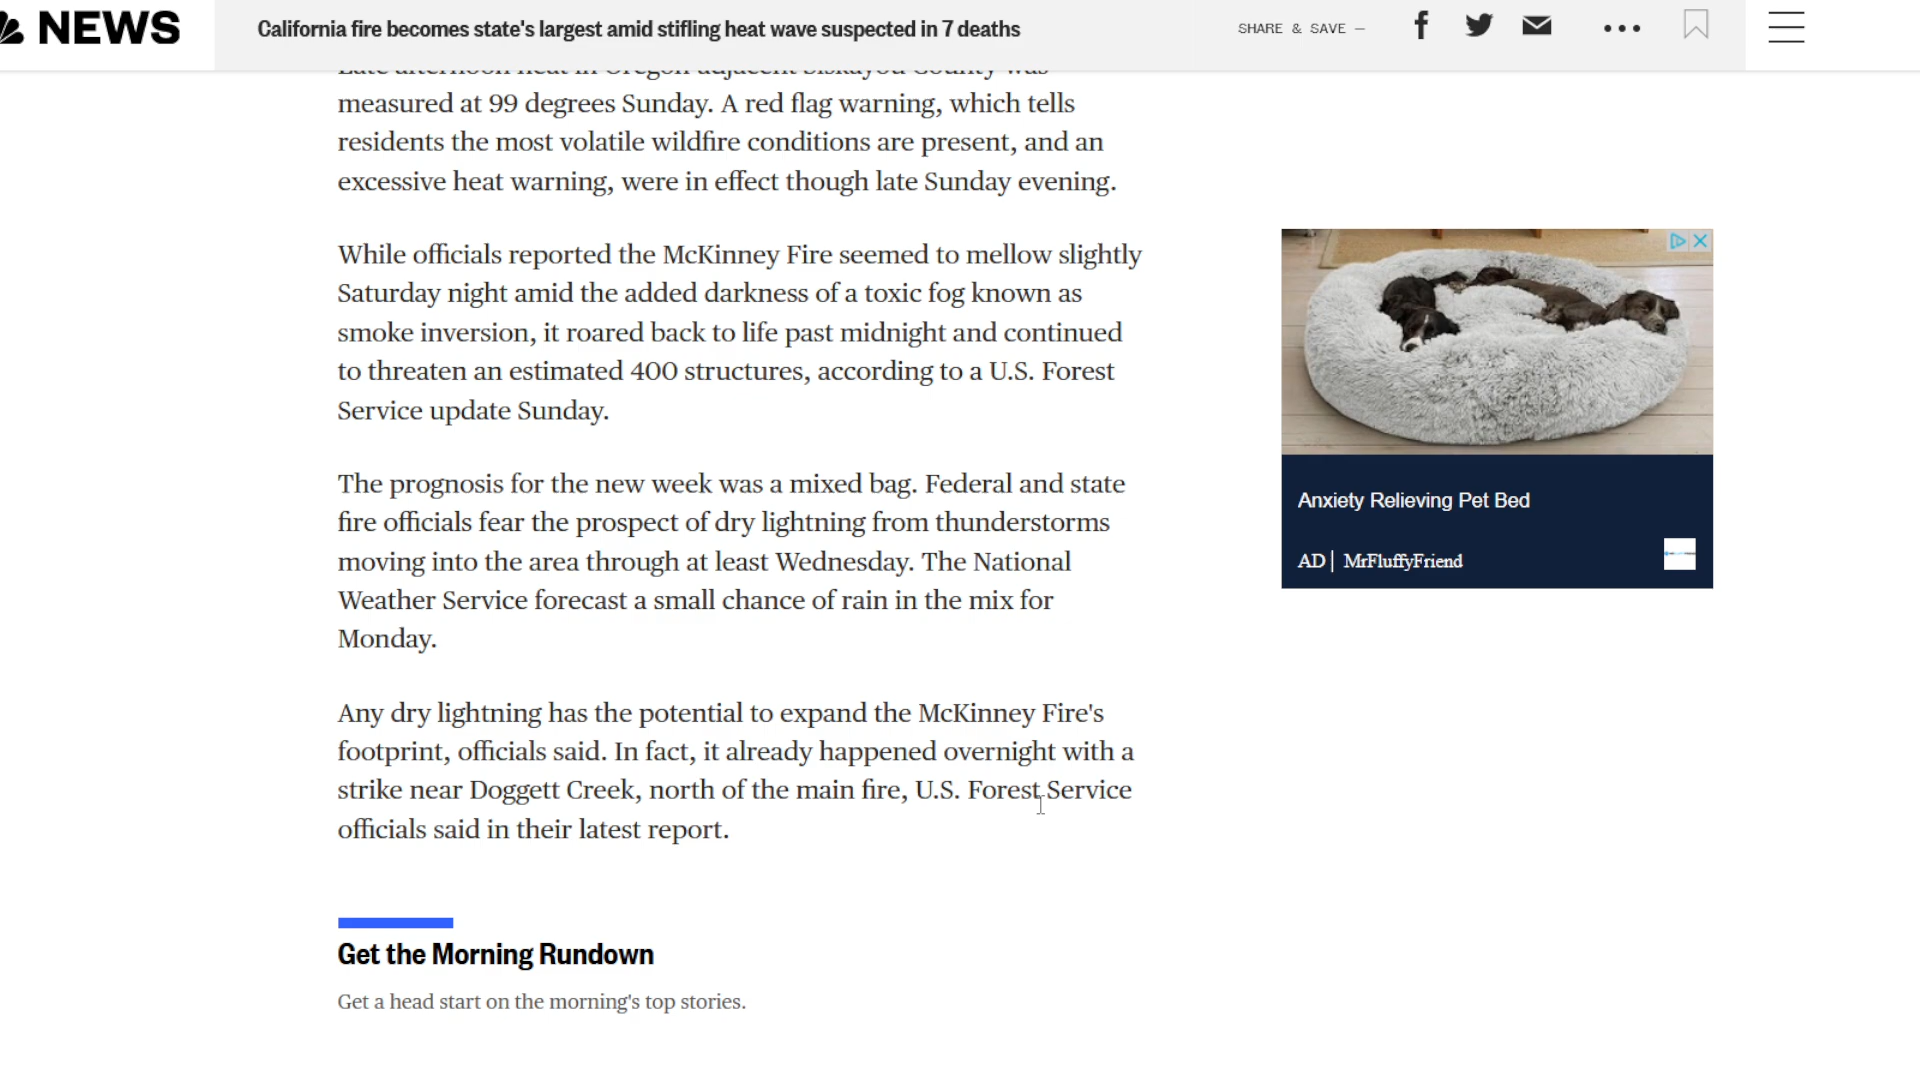 NEWS
California fire becomes state's largest amid stifling heat wave suspected in 7 deaths
SHARE & SAVE —
Late afternoon heat in Oregon-adjacent Siskiyou County was
measured at 99 degrees Sunday. A red flag warning, which tells
residents the most volatile wildfire conditions are present, and an
excessive heat warning, were in effect though late Sunday evening.
While officials reported the McKinney Fire seemed to mellow slightly
Saturday night amid the added darkness of a toxic fog known as
smoke inversion, it roared back to life past midnight and continued
to threaten an estimated 400 structures, according to a U.S. Forest
Service update Sunday.
The prognosis for the new week was a mixed bag. Federal and state
fire officials fear the prospect of dry lightning from thunderstorms
moving into the area through at least Wednesday. The National
Weather Service forecast a small chance of rain in the mix for
Monday.
Any dry lightning has the potential to expand the McKinney Fire's
footprint, officials said. In fact, it already happened overnight with a
strike near Doggett Creek, north of the main fire, U.S. Forest Service
officials said in their latest report.
Get the Morning Rundown
Get a head start on the morning's top stories.
Anxiety Relieving Pet Bed
AD | MrFluffyFriend